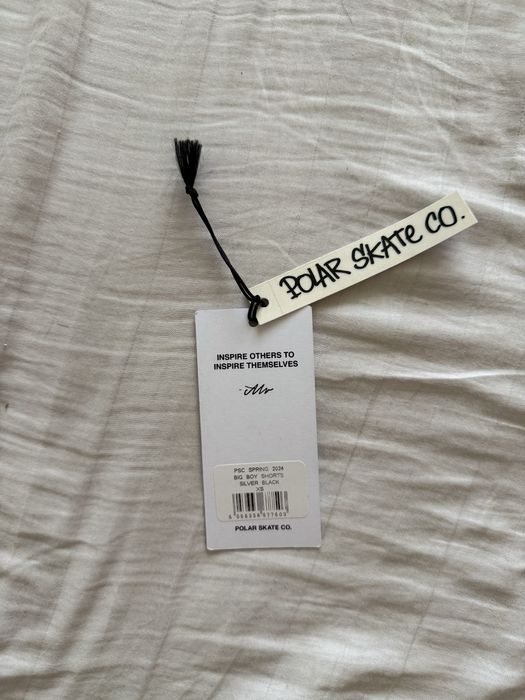 POLAR SKATE CO.
INSPIRE OTHERS TO
INSPIRE THEMSELVES
PSC SPRING 2024
BIG BOY SHORTS
SILVER BLACK
XS
POLAR SKATE CO.